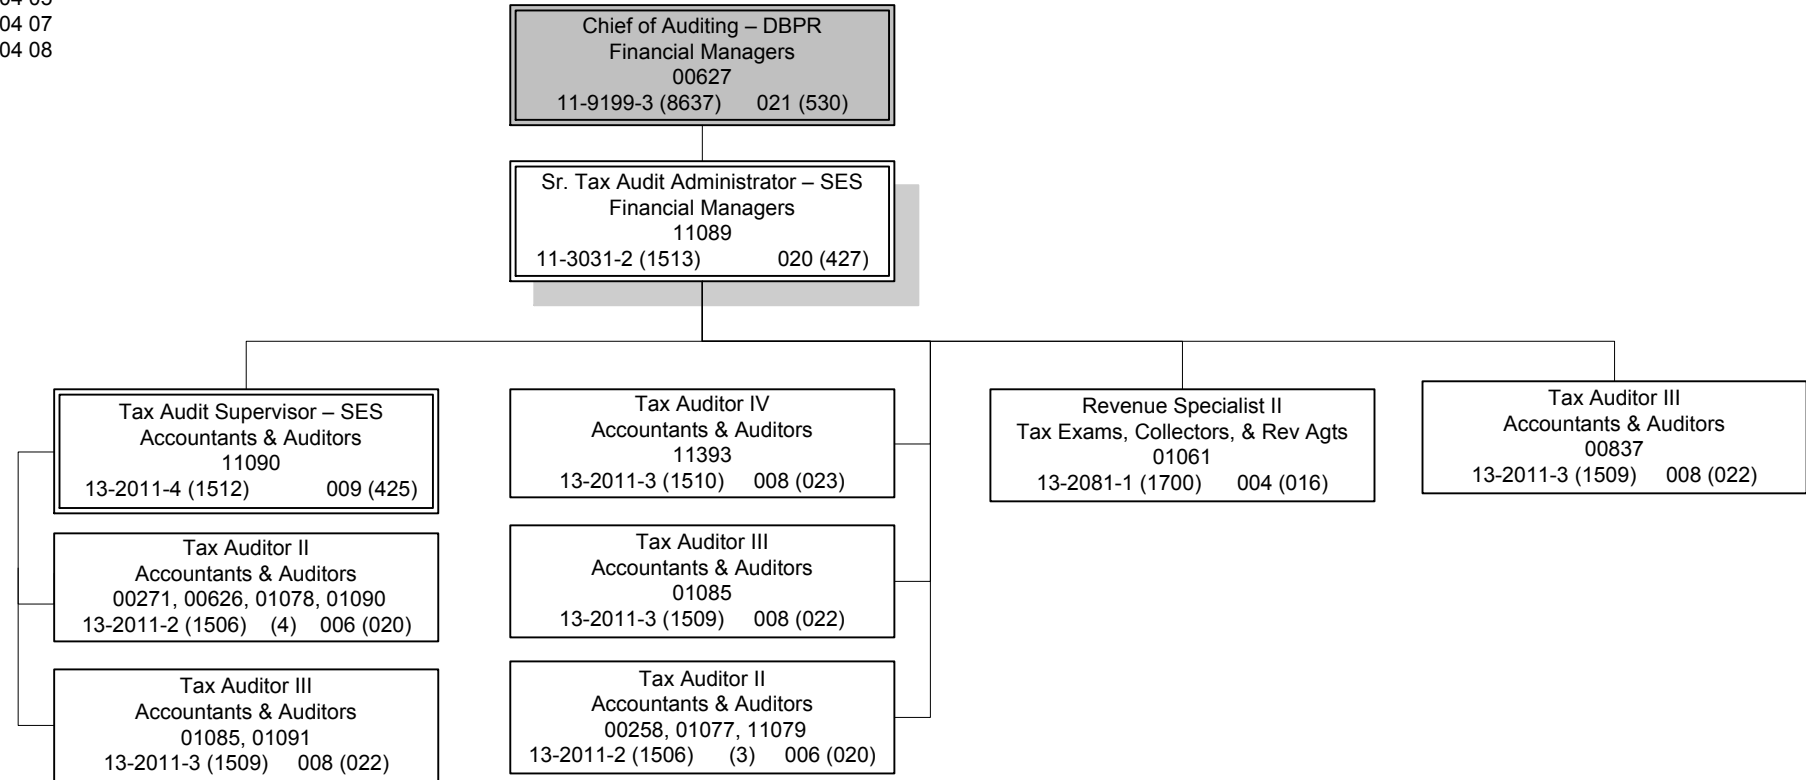 04 07
04 08
Chief of Auditing – DBPR
Financial Managers
00627
11-9199-3 (8637) 021 (530)
Sr. Tax Audit Administrator – SES
Financial Managers
11089
11-3031-2 (1513) 020 (427)
Tax Audit Supervisor – SES
Accountants & Auditors
11090
13-2011-4 (1512) 009 (425)
Tax Auditor II
Accountants & Auditors
00271, 00626, 01078, 01090
13-2011-2 (1506) (4) 006 (020)
Tax Auditor III
Accountants & Auditors
01085, 01091
13-2011-3 (1509) 008 (022)
Tax Auditor IV
Accountants & Auditors
11393
13-2011-3 (1510) 008 (023)
Tax Auditor III
Accountants & Auditors
01085
13-2011-3 (1509) 008 (022)
Tax Auditor II
Accountants & Auditors
00258, 01077, 11079
13-2011-2 (1506) (3) 006 (020)
Revenue Specialist II
Tax Exams, Collectors, & Rev Agts
01061
13-2081-1 (1700) 004 (016)
Tax Auditor III
Accountants & Auditors
00837
13-2011-3 (1509) 008 (022)